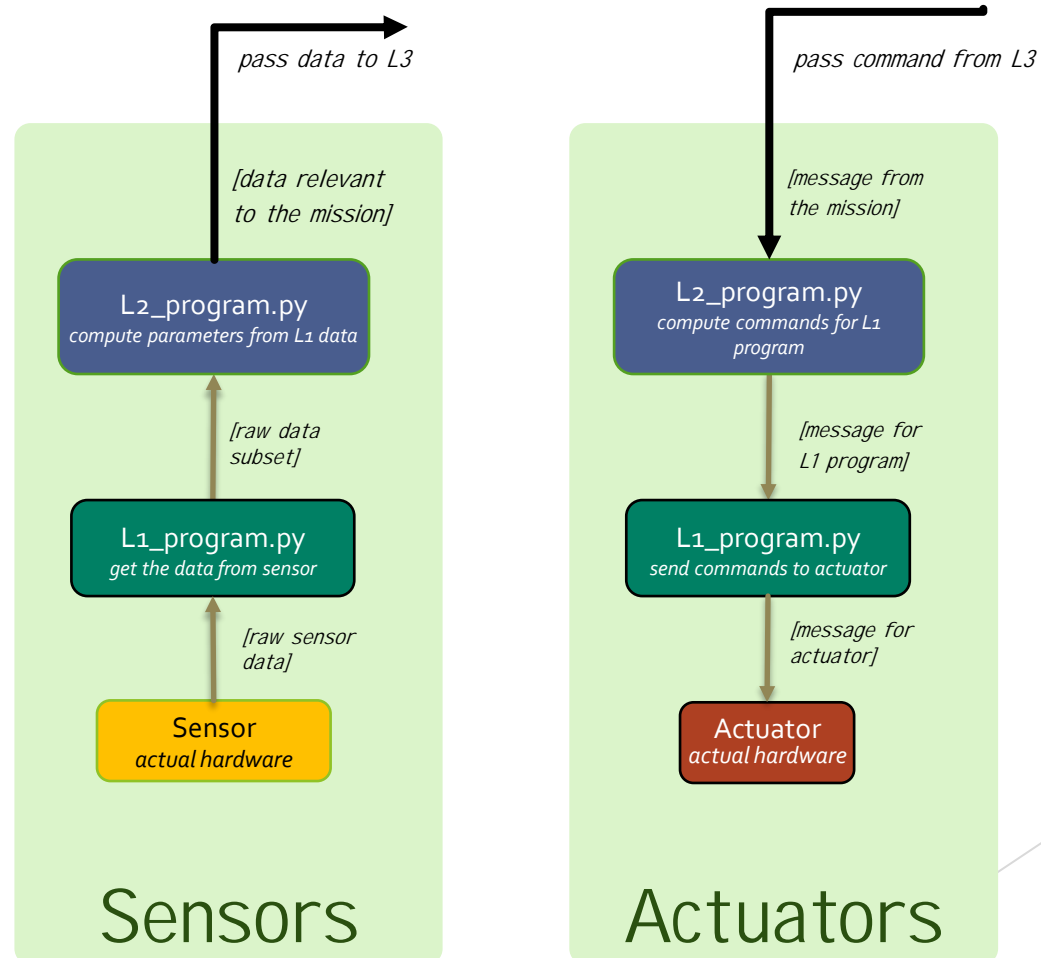 pass data to L3
[data relevant
to the mission]
L2_program.py
compute parameters from L1 data
[raw data
subset]
L1_program.py
get the data from sensor
[raw sensor
data]
Sensor
actual hardware
Sensors
pass command from L3
[message from
the mission]
L2_program.py
compute commands for L1
program
[message for
L1 program]
L1_program.py
send commands to actuator
[message for
actuator]
Actuator
actual hardware
Actuators